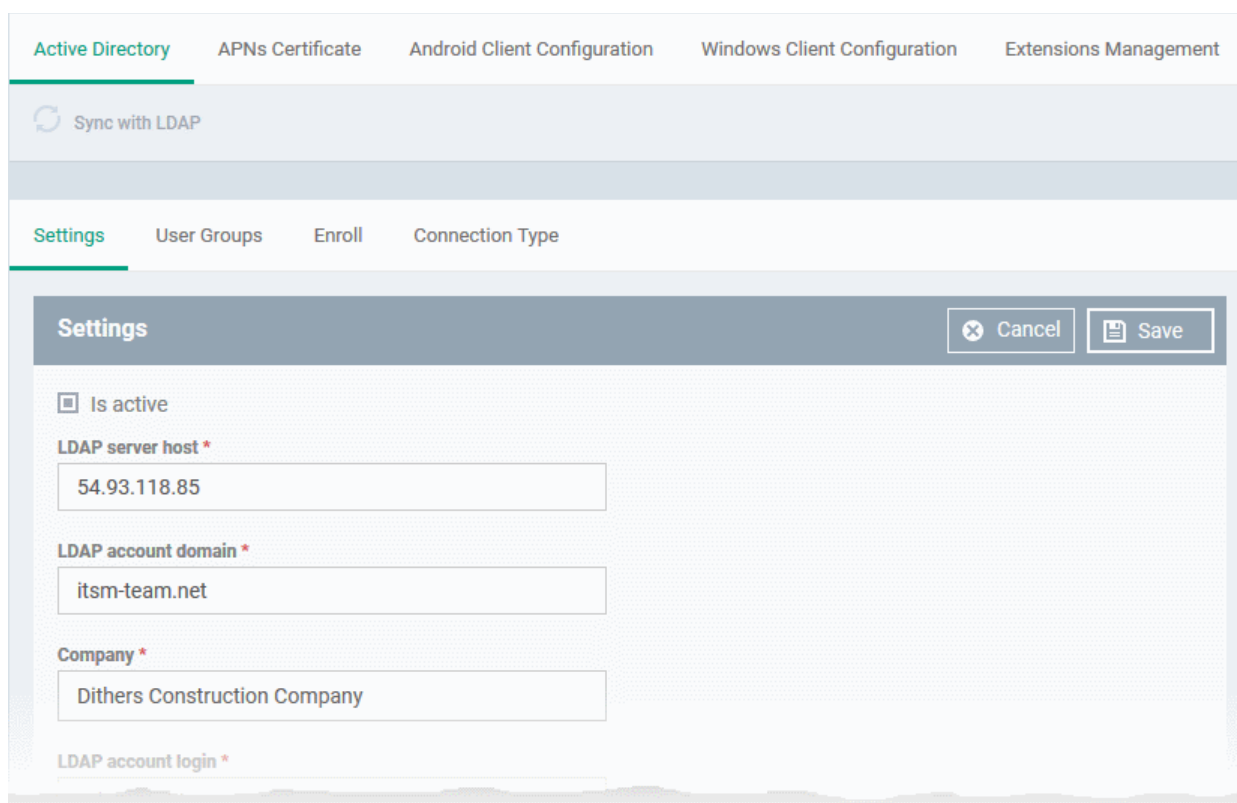 Active Directory APNs Certificate Android Client Configuration Windows Client Configuration Extensions Management
Sync with LDAP
Settings User Groups Enroll Connection Type
Settings Cancel Save
Is active
LDAP server host *
54.93.118.85
LDAP account domain *
itsm-team.net
Company *
Dithers Construction Company
LDAP account login *